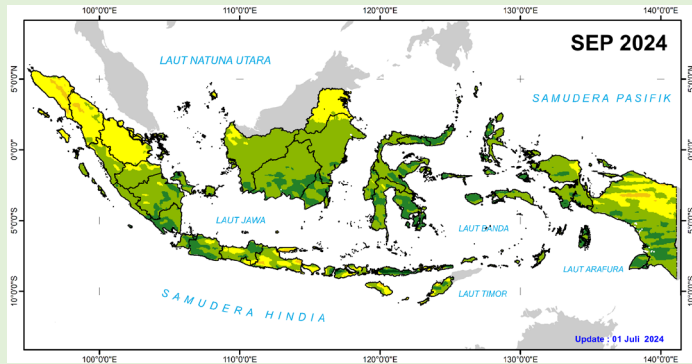 100°0'0"E 110°0'0"E 120°0'0"E 130°0'0"E 140°0'0"E
SEP 2024
LAUT NATUNA UTARA
5°0'0"N 5°0'0"N
SAMUDERA PASIFIK
0°0'0" 0°0'0"
LAUT JAWA
5°0'0"S 5°0'0"S
LAUT BANDA
LAUT ARAFURA
10°0'0"S 10°0'0"S
LAUT TIMOR
SAMUDERA HINDIA
Update : 01 Juli 2024
100°0'0"E 110°0'0"E 120°0'0"E 130°0'0"E 140°0'0"E